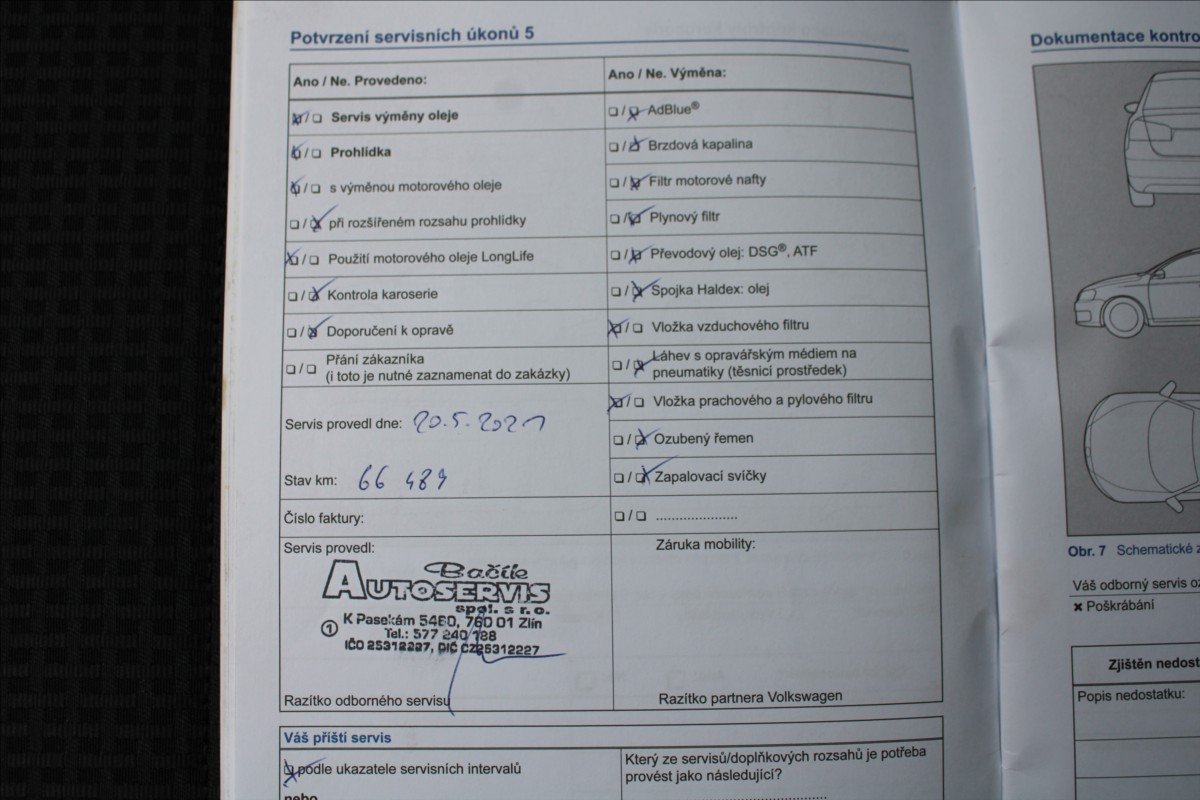 Potvrzení servisních úkonů 5
Ano / Ne. Provedeno:
Servis výměny oleje
Prohlídka
s výměnou motorového oleje
při rozšířeném rozsahu prohlídky
Použití motorového oleje LongLife
Kontrola karoserie
Doporučení k opravě
Přání zákazníka
(i toto je nutné zaznamenat do zakázky)
Servis provedl dne: 20.5.2021
Stav km: 66 489
Číslo faktury:
Servis provedl:
Bačík
AUTOSERVIS
spol. s r.o.
1 K Pasekám 5460, 760 01 Zlín
Tel.: 577 240 188
IČO 25312227, DIČ CZ25312227
Razítko odborného servisu
Ano / Ne. Výměna:
AdBlue®
Brzdová kapalina
Filtr motorové nafty
Plynový filtr
Převodový olej: DSG®, ATF
Spojka Haldex: olej
Vložka vzduchového filtru
Láhev s opravářským médiem na
pneumatiky (těsnicí prostředek)
Vložka prachového a pylového filtru
Ozubený řemen
Zapalovací svíčky
.....................
Záruka mobility:
Razítko partnera Volkswagen
Váš příští servis
podle ukazatele servisních intervalů
nebo
Který ze servisů/doplňkových rozsahů je potřeba
provést jako následující?
Dokumentace kontro
Obr. 7 Schematické z
Váš odborný servis oz
✖ Poškrábání
Zjištěn nedost
Popis nedostatku: